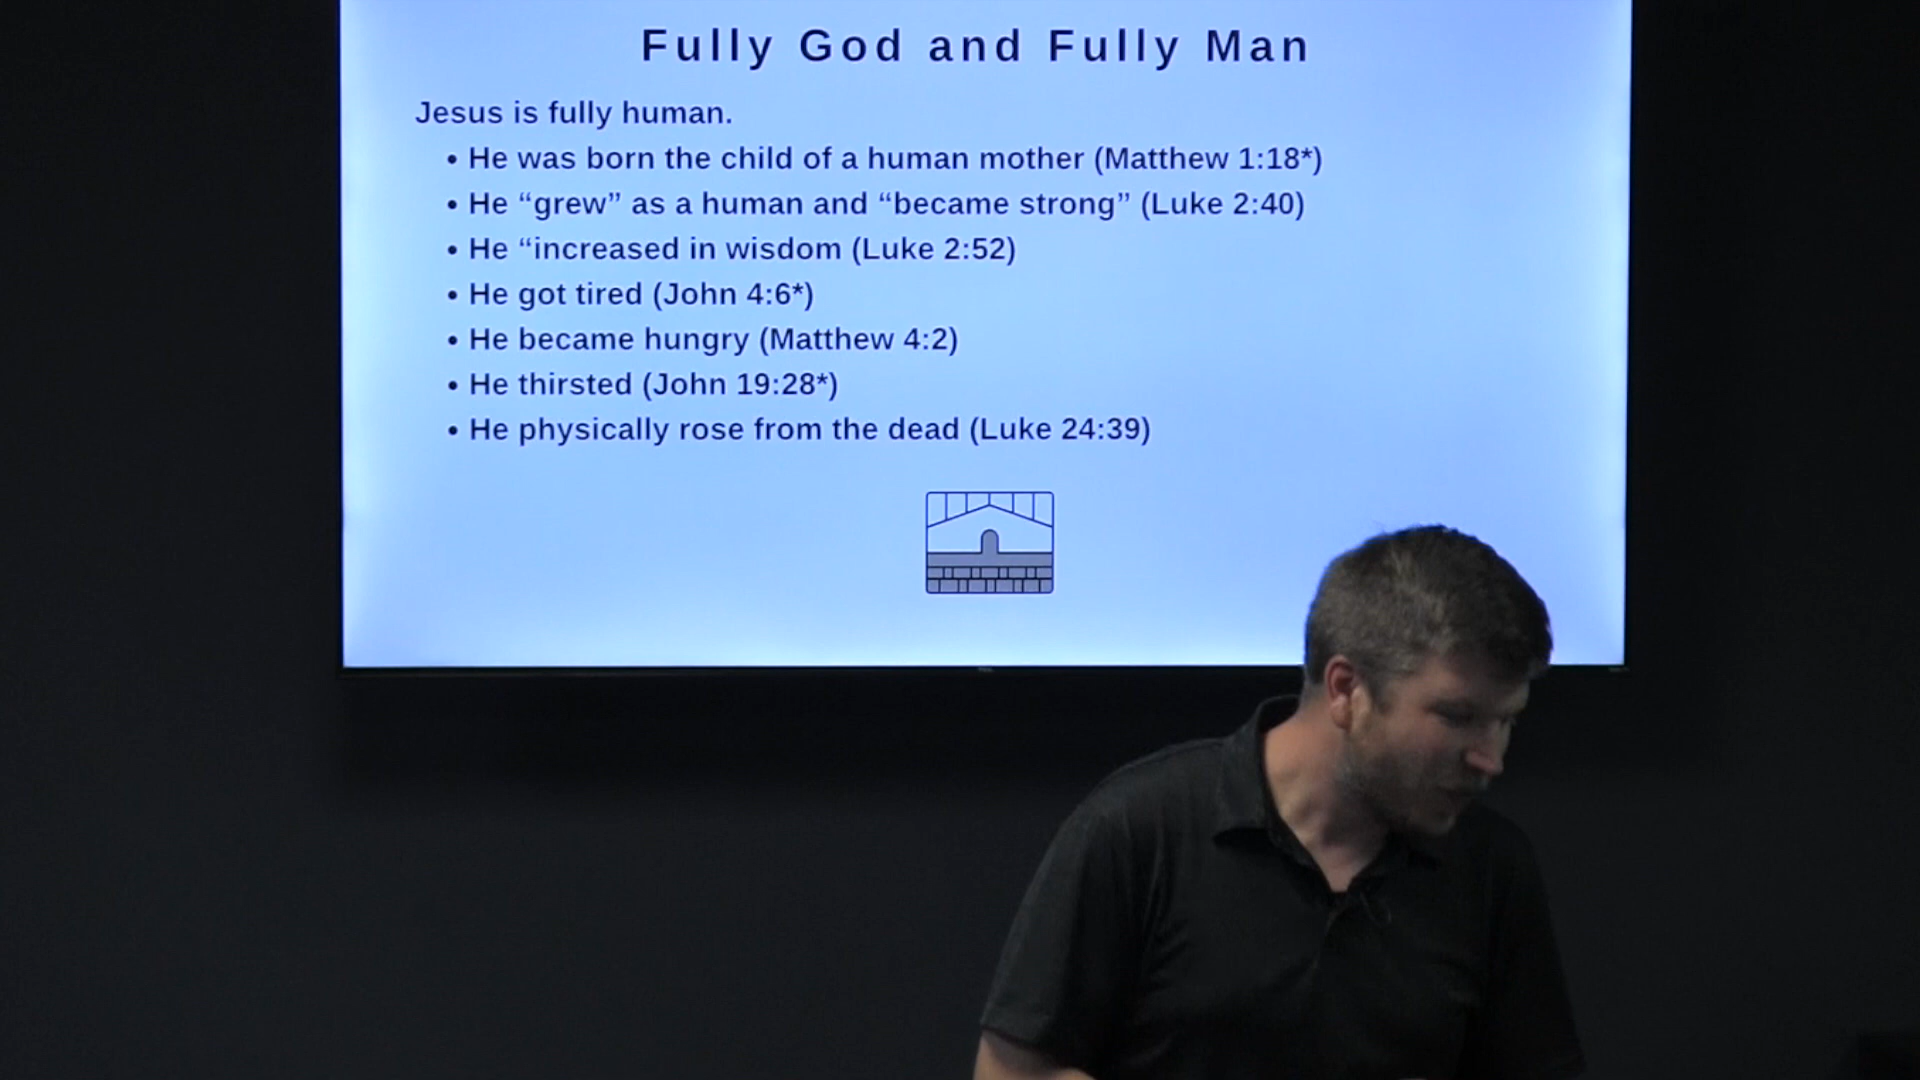 Fully God and Fully Man
Jesus is fully human.
• He was born the child of a human mother (Matthew 1:18*)
• He “grew” as a human and “became strong” (Luke 2:40)
• He “increased in wisdom (Luke 2:52)
• He got tired (John 4:6*)
• He became hungry (Matthew 4:2)
• He thirsted (John 19:28*)
• He physically rose from the dead (Luke 24:39)